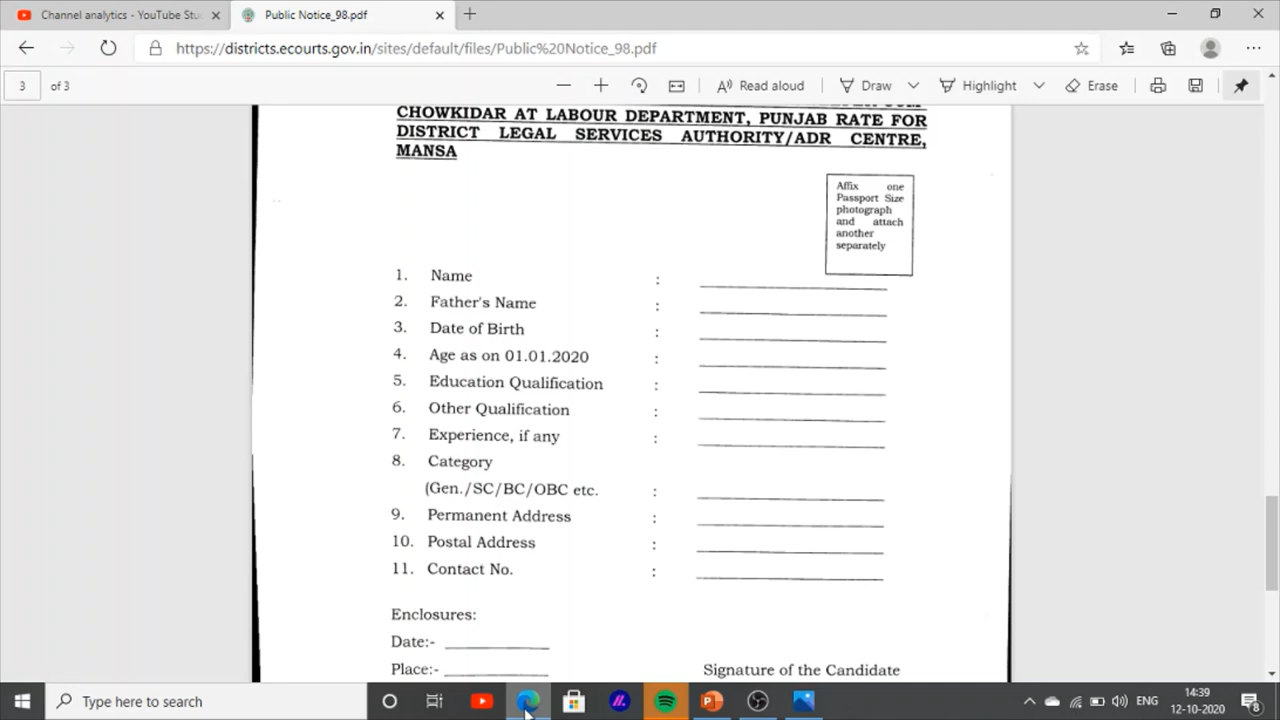 Channel analytics - YouTube Stu
Public Notice_98.pdf
https://districts.ecourts.gov.in/sites/default/files/Public%20Notice_98.pdf
3 of 3
Read aloud
Draw
Highlight
Erase
CHOWKIDAR AT LABOUR DEPARTMENT, PUNJAB RATE FOR
DISTRICT LEGAL SERVICES AUTHORITY/ADR CENTRE,
MANSA
Affix one
Passport Size
photograph
and attach
another
separately
1. Name :
2. Father's Name :
3. Date of Birth :
4. Age as on 01.01.2020 :
5. Education Qualification :
6. Other Qualification :
7. Experience, if any :
8. Category
(Gen./SC/BC/OBC etc. :
9. Permanent Address :
10. Postal Address :
11. Contact No. :
Enclosures:
Date:-
Place:-
Signature of the Candidate
Type here to search
ENG
14:39
12-10-2020
8